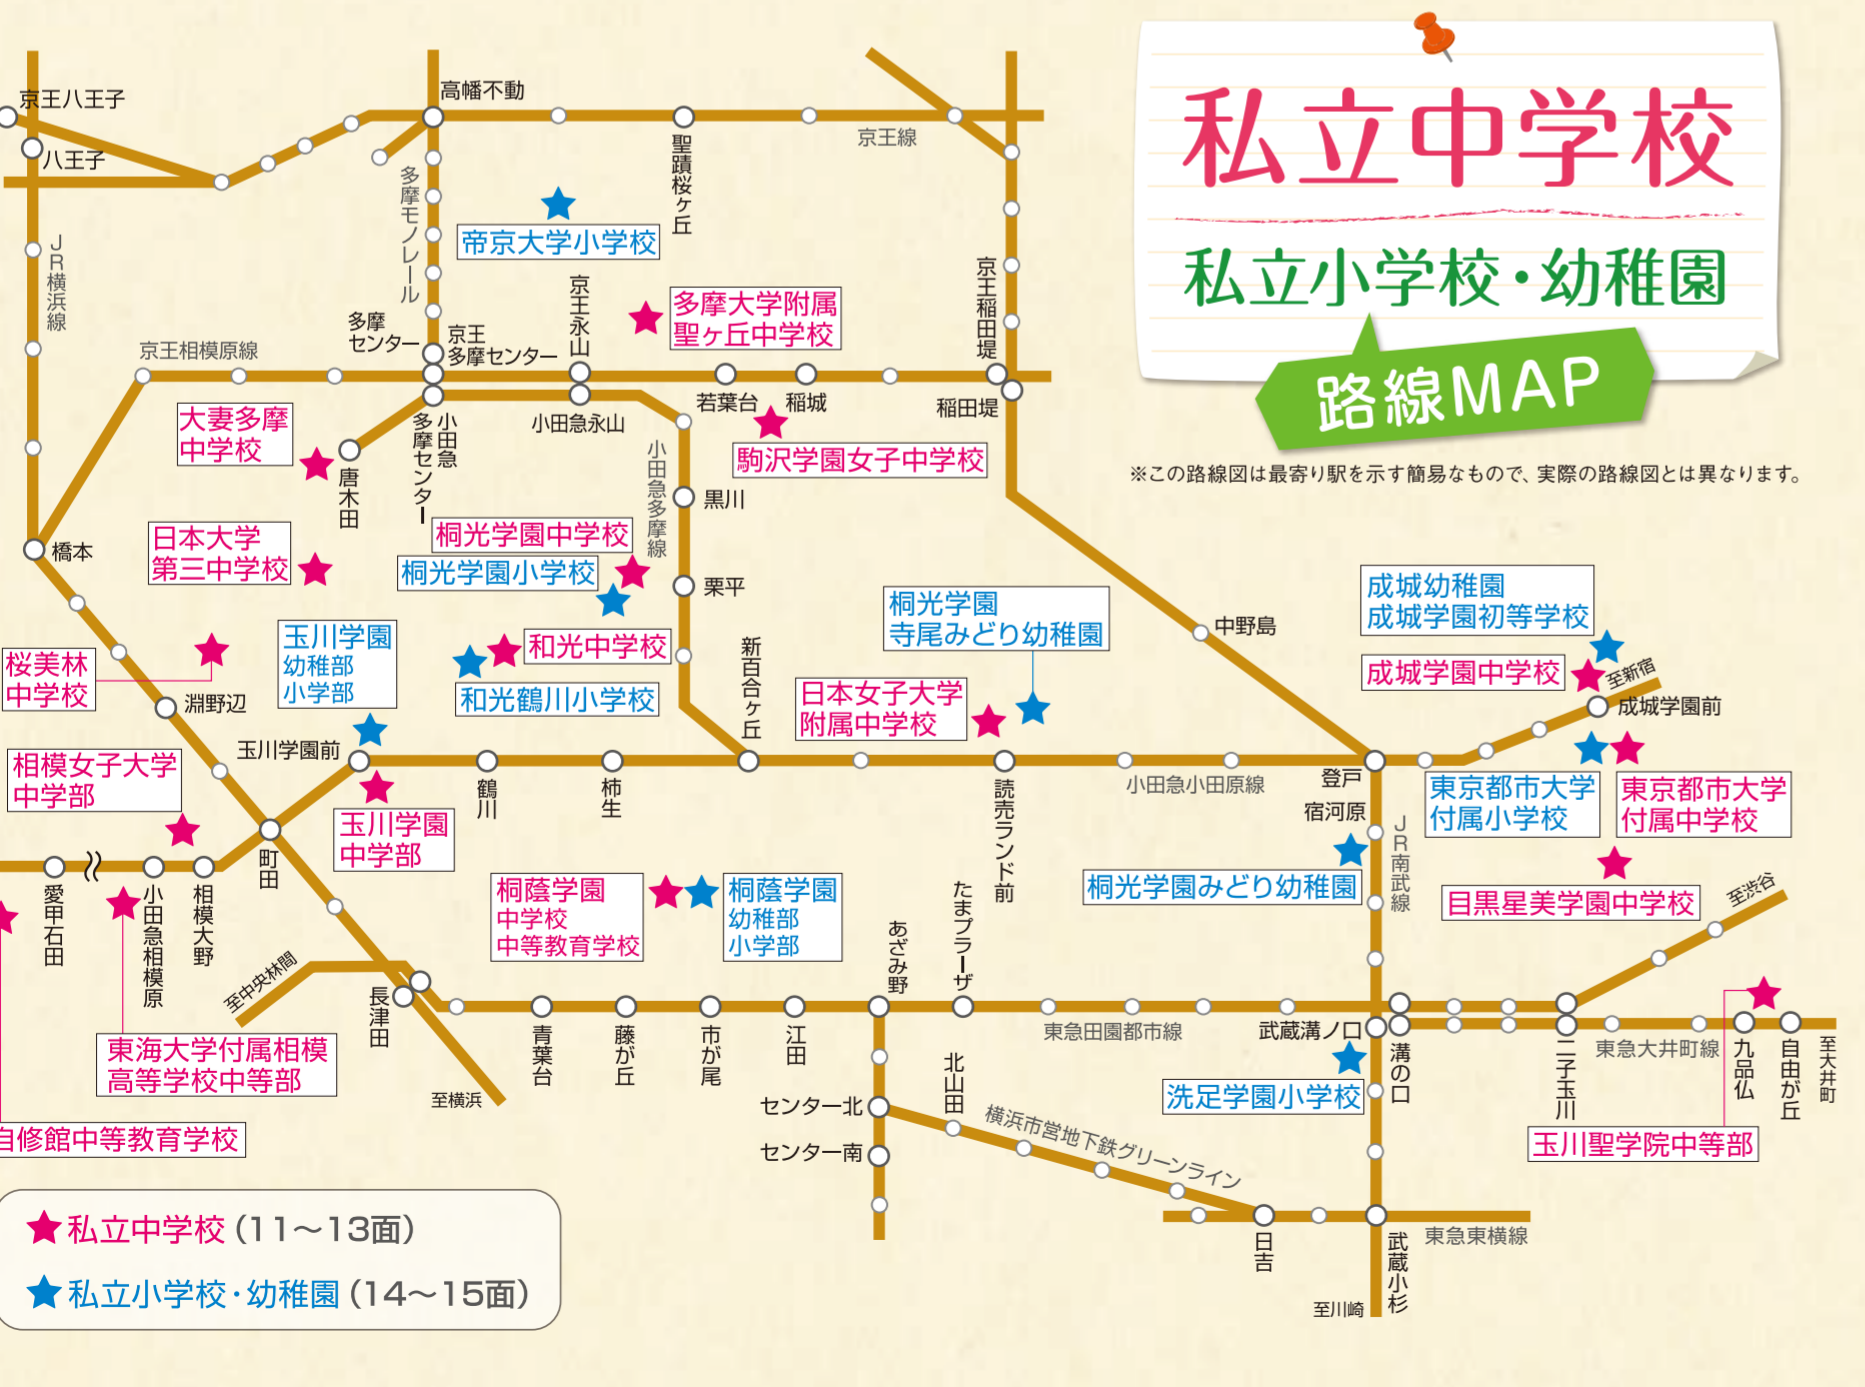 私立中学校
私立小学校・幼稚園
路線MAP
※この路線図は最寄り駅を示す簡易なもので、実際の路線図とは異なります。
京王八王子
八王子
高幡不動
聖蹟桜ヶ丘
京王線
JR横浜線
多摩モノレール
帝京大学小学校
京王永山
多摩大学附属
聖ヶ丘中学校
京王稲田堤
多摩
センター
京王
多摩センター
京王相模原線
若葉台
稲城
稲田堤
大妻多摩
中学校
小田急
多摩センター
小田急永山
駒沢学園女子中学校
唐木田
小田急多摩線
黒川
橋本
日本大学
第三中学校
桐光学園中学校
桐光学園小学校
栗平
桐光学園
寺尾みどり幼稚園
中野島
成城幼稚園
成城学園初等学校
成城学園中学校
至新宿
成城学園前
桜美林
中学校
玉川学園
幼稚部
小学部
和光中学校
和光鶴川小学校
新百合ヶ丘
日本女子大学
附属中学校
淵野辺
玉川学園前
相模女子大学
中学部
玉川学園
中学部
鶴川
柿生
読売ランド前
小田急小田原線
登戸
宿河原
JR南武線
東京都市大学
付属小学校
東京都市大学
付属中学校
桐光学園みどり幼稚園
目黒星美学園中学校
至渋谷
町田
愛甲石田
小田急相模原
相模大野
桐蔭学園
中学校
中等教育学校
桐蔭学園
幼稚部
小学部
あざみ野
たまプラーザ
至中央林間
長津田
東海大学付属相模
高等学校中等部
至横浜
青葉台
藤が丘
市が尾
江田
東急田園都市線
武蔵溝ノ口
溝の口
二子玉川
東急大井町線
九品仏
自由が丘
至大井町
洗足学園小学校
玉川聖学院中等部
自修館中等教育学校
センター北
センター南
北山田
横浜市営地下鉄グリーンライン
日吉
東急東横線
武蔵小杉
至川崎
私立中学校(11〜13面)
私立小学校・幼稚園(14〜15面)